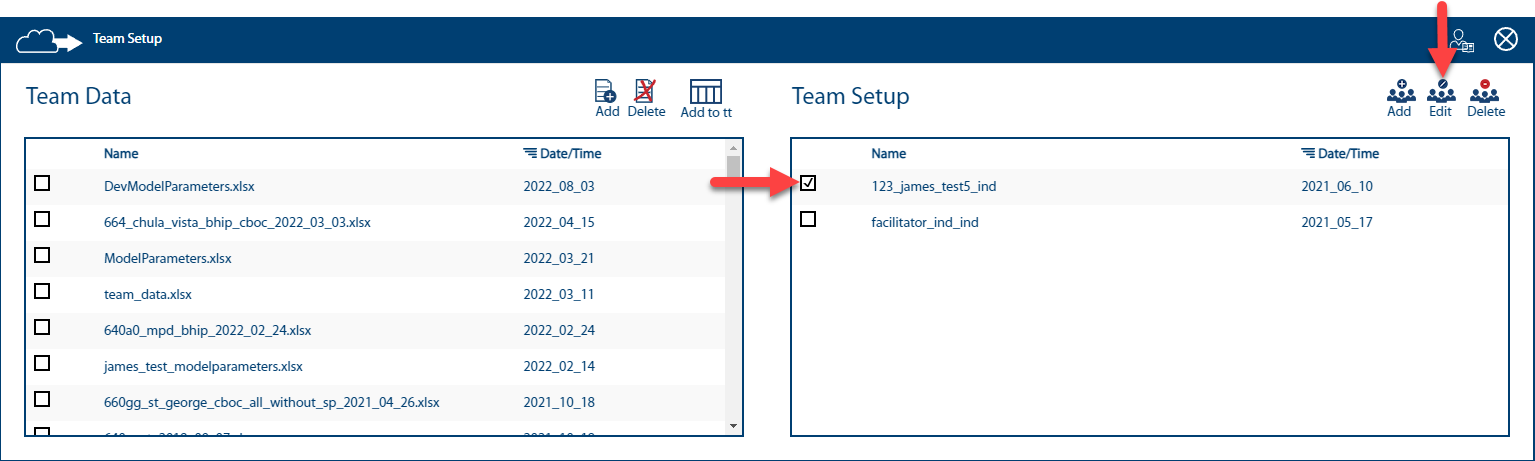 Team Setup
Team Data
Add Delete Add to tt
Name Date/Time
DevModelParameters.xlsx 2022_08_03
664_chula_vista_bhip_cboc_2022_03_03.xlsx 2022_04_15
ModelParameters.xlsx 2022_03_21
team_data.xlsx 2022_03_11
640a0_mpd_bhip_2022_02_24.xlsx 2022_02_24
james_test_modelparameters.xlsx 2022_02_14
660gg_st_george_cboc_all_without_sp_2021_04_26.xlsx 2021_10_18
Team Setup
Add Edit Delete
Name Date/Time
123_james_test5_ind 2021_06_10
facilitator_ind_ind 2021_05_17